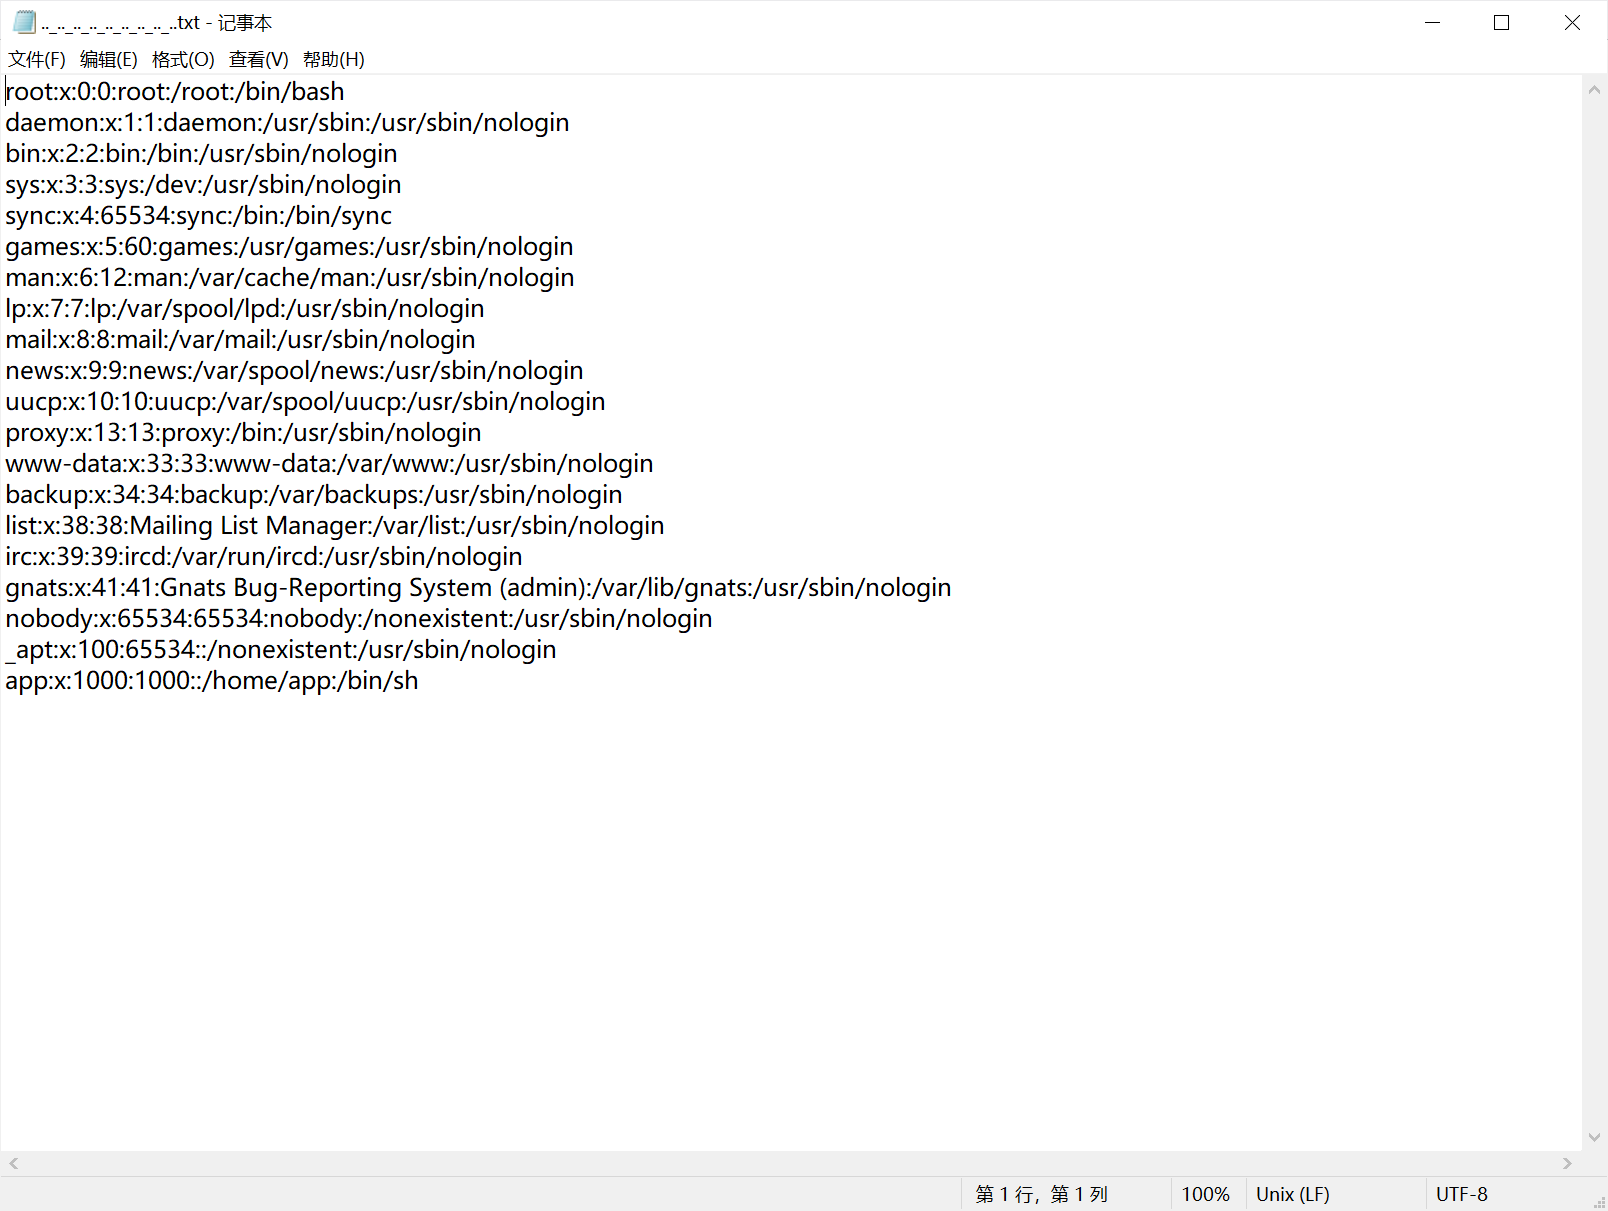 .._.._.._.._.._.._.._.._..txt - 记事本
文件(F) 编辑(E) 格式(O) 查看(V) 帮助(H)
root:x:0:0:root:/root:/bin/bash
daemon:x:1:1:daemon:/usr/sbin:/usr/sbin/nologin
bin:x:2:2:bin:/bin:/usr/sbin/nologin
sys:x:3:3:sys:/dev:/usr/sbin/nologin
sync:x:4:65534:sync:/bin:/bin/sync
games:x:5:60:games:/usr/games:/usr/sbin/nologin
man:x:6:12:man:/var/cache/man:/usr/sbin/nologin
lp:x:7:7:lp:/var/spool/lpd:/usr/sbin/nologin
mail:x:8:8:mail:/var/mail:/usr/sbin/nologin
news:x:9:9:news:/var/spool/news:/usr/sbin/nologin
uucp:x:10:10:uucp:/var/spool/uucp:/usr/sbin/nologin
proxy:x:13:13:proxy:/bin:/usr/sbin/nologin
www-data:x:33:33:www-data:/var/www:/usr/sbin/nologin
backup:x:34:34:backup:/var/backups:/usr/sbin/nologin
list:x:38:38:Mailing List Manager:/var/list:/usr/sbin/nologin
irc:x:39:39:ircd:/var/run/ircd:/usr/sbin/nologin
gnats:x:41:41:Gnats Bug-Reporting System (admin):/var/lib/gnats:/usr/sbin/nologin
nobody:x:65534:65534:nobody:/nonexistent:/usr/sbin/nologin
_apt:x:100:65534::/nonexistent:/usr/sbin/nologin
app:x:1000:1000::/home/app:/bin/sh
第 1 行，第 1 列 100% Unix (LF) UTF-8